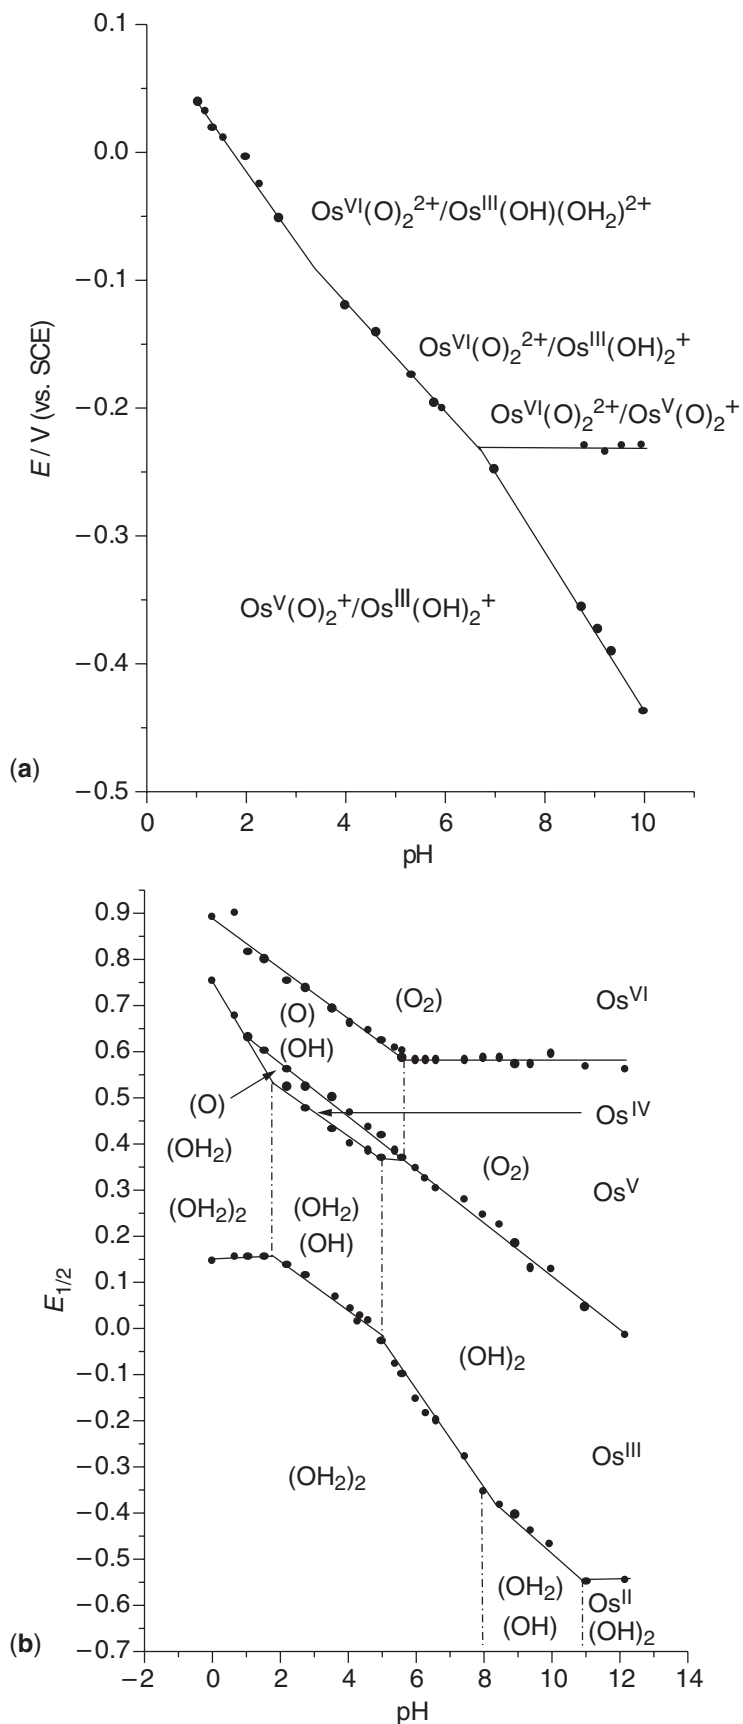 0.1
0.0
Os^VI(O)₂²⁺/Os^III(OH)(OH₂)²⁺
−0.1
Os^VI(O)₂²⁺/Os^III(OH)₂⁺
E / V (vs. SCE)
−0.2
Os^VI(O)₂²⁺/Os^V(O)₂⁺
−0.3
Os^V(O)₂⁺/Os^III(OH)₂⁺
−0.4
(a)
−0.5
0 2 4 6 8 10
pH
0.9
0.8
(O₂) Os^VI
0.7
(O)
(OH)
0.6
0.5
(O) Os^IV
0.4
(OH₂)
(O₂)
Os^V
0.3
(OH₂)₂ (OH₂)
0.2
(OH)
0.1
E₁/₂
0.0
(OH)₂
−0.1
−0.2
Os^III
−0.3
(OH₂)₂
−0.4
−0.5
(OH₂) Os^II
−0.6
(OH) (OH)₂
(b)
−0.7
−2 0 2 4 6 8 10 12 14
pH